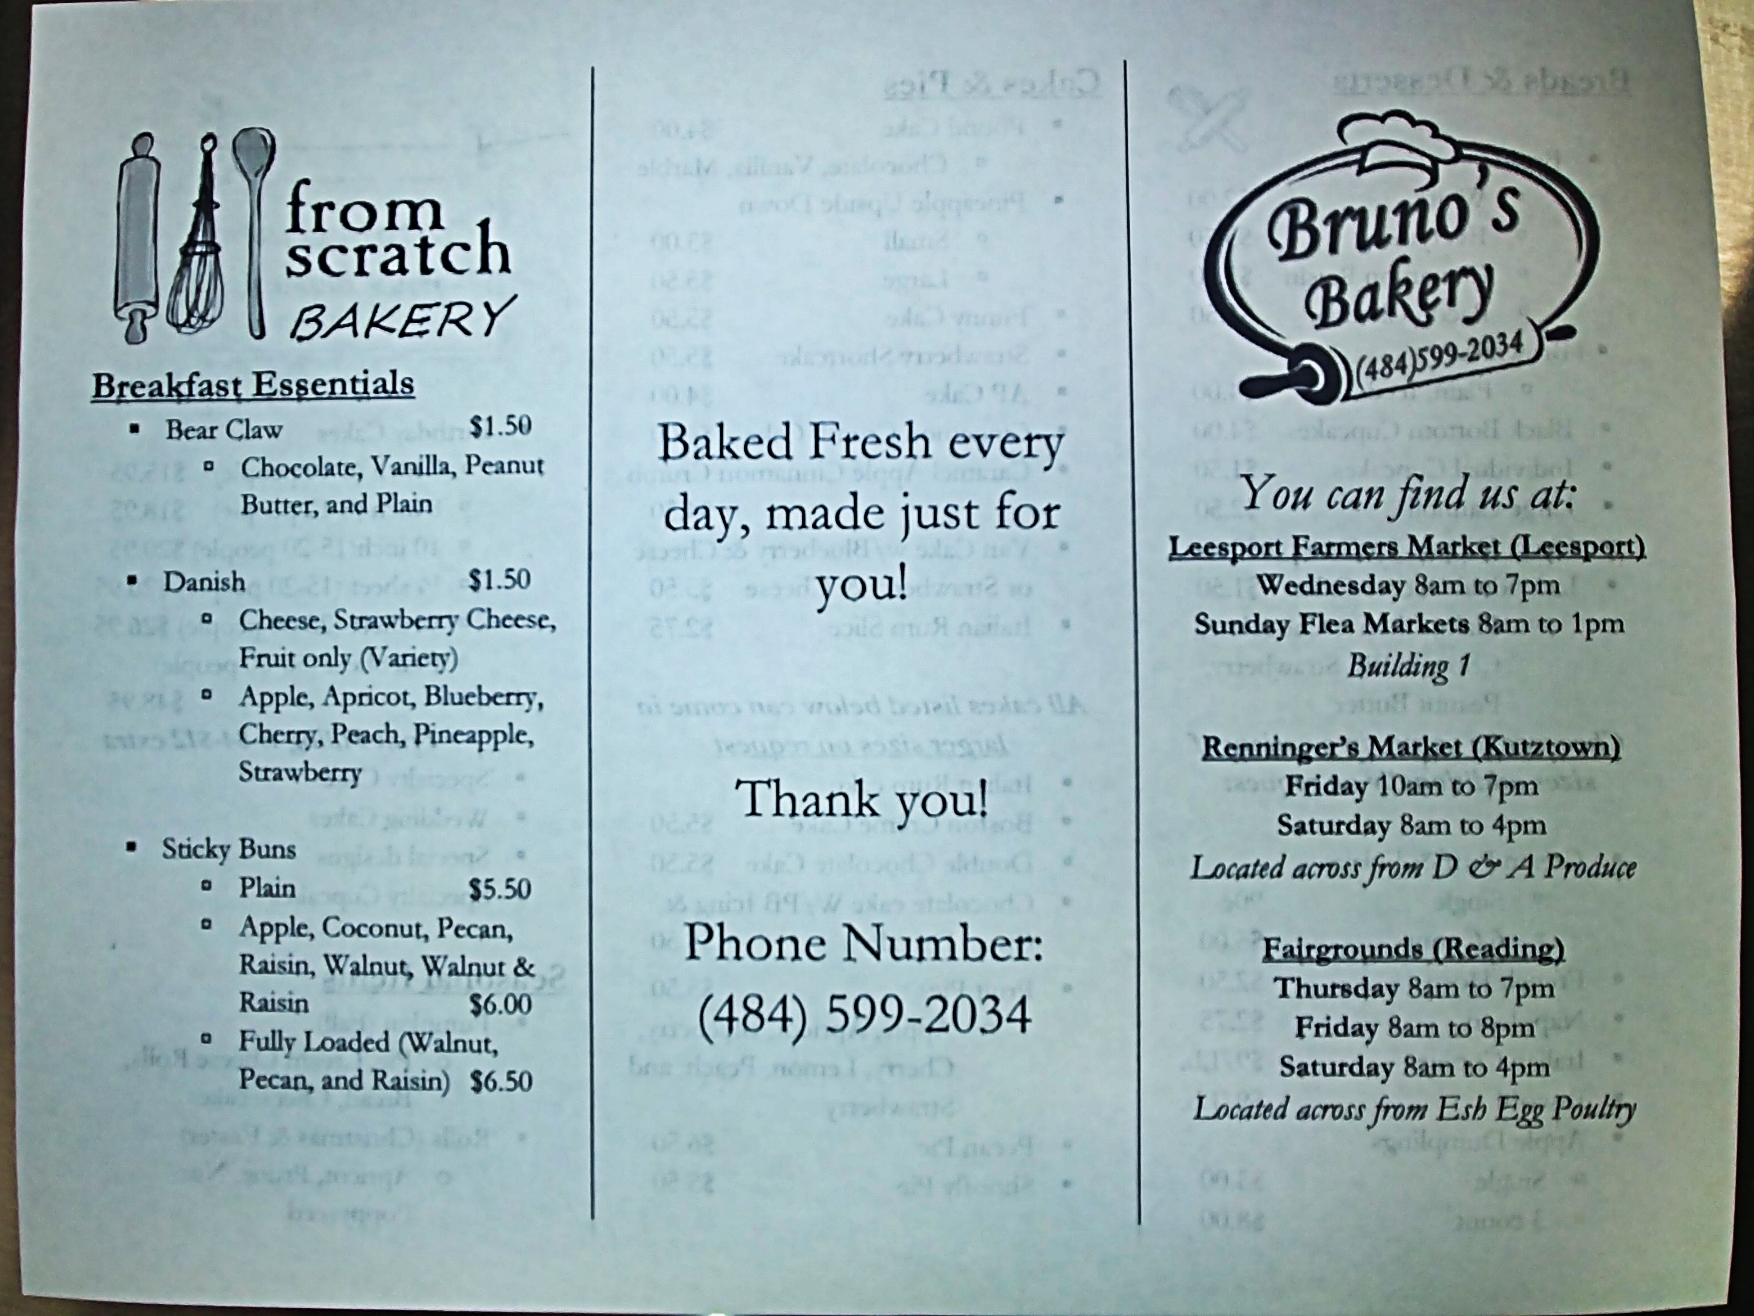 from
scratch
BAKERY
Breakfast Essentials
▪ Bear Claw $1.50
▫ Chocolate, Vanilla, Peanut
Butter, and Plain
▪ Danish $1.50
▫ Cheese, Strawberry Cheese,
Fruit only (Variety)
▫ Apple, Apricot, Blueberry,
Cherry, Peach, Pineapple,
Strawberry
▪ Sticky Buns
▫ Plain $5.50
▫ Apple, Coconut, Pecan,
Raisin, Walnut, Walnut &
Raisin $6.00
▫ Fully Loaded (Walnut,
Pecan, and Raisin) $6.50
Baked Fresh every
day, made just for
you!
Thank you!
Phone Number:
(484) 599-2034
Bruno's
Bakery
(484)599-2034
You can find us at:
Leesport Farmers Market (Leesport)
Wednesday 8am to 7pm
Sunday Flea Markets 8am to 1pm
Building 1
Renninger's Market (Kutztown)
Friday 10am to 7pm
Saturday 8am to 4pm
Located across from D & A Produce
Fairgrounds (Reading)
Thursday 8am to 7pm
Friday 8am to 8pm
Saturday 8am to 4pm
Located across from Esh Egg Poultry